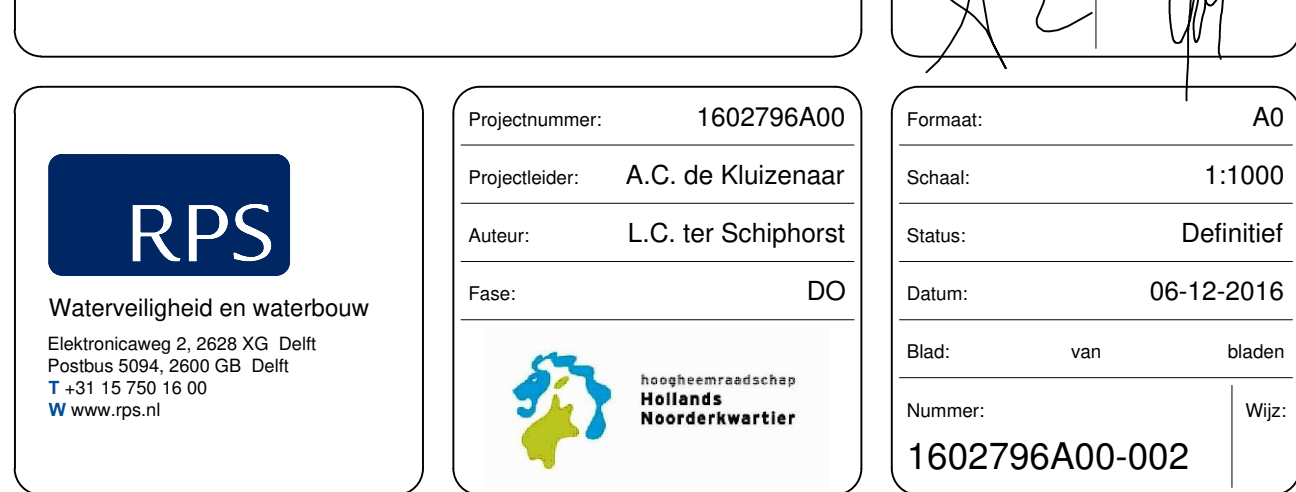 RPS
Waterveiligheid en waterbouw
Elektronicaweg 2, 2628 XG Delft
Postbus 5094, 2600 GB Delft
T +31 15 750 16 00
W www.rps.nl
Projectnummer: 1602796A00
Projectleider: A.C. de Kluizenaar
Auteur: L.C. ter Schiphorst
Fase: DO
hoogheemraadschap
Hollands
Noorderkwartier
Formaat: A0
Schaal: 1:1000
Status: Definitief
Datum: 06-12-2016
Blad: van bladen
Nummer: Wijz:
1602796A00-002